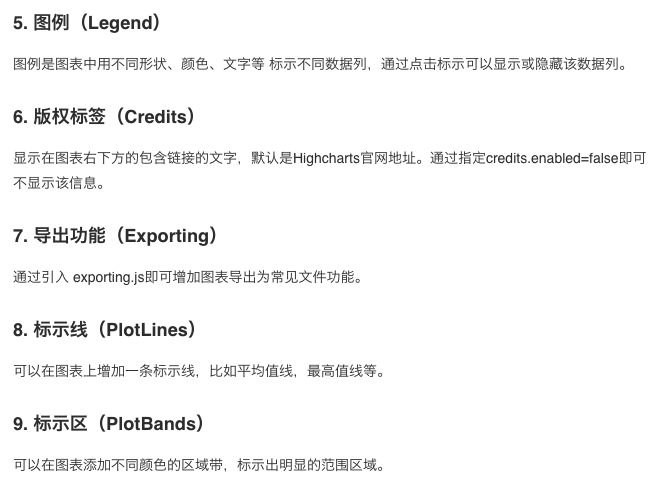 5. 图例（Legend）
图例是图表中用不同形状、颜色、文字等 标示不同数据列，通过点击标示可以显示或隐藏该数据列。
6. 版权标签（Credits）
显示在图表右下方的包含链接的文字，默认是Highcharts官网地址。通过指定credits.enabled=false即可
不显示该信息。
7. 导出功能（Exporting）
通过引入 exporting.js即可增加图表导出为常见文件功能。
8. 标示线（PlotLines）
可以在图表上增加一条标示线，比如平均值线，最高值线等。
9. 标示区（PlotBands）
可以在图表添加不同颜色的区域带，标示出明显的范围区域。